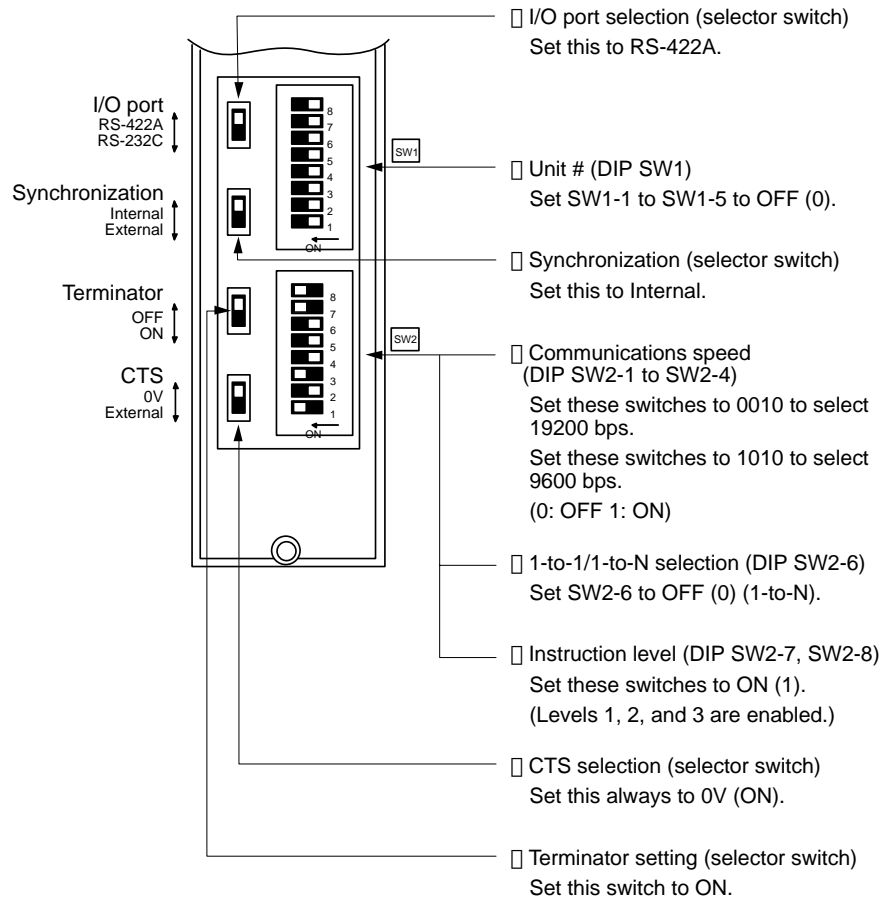 I/O port selection (selector switch)
Set this to RS-422A.
I/O port
RS-422A
RS-232C
8
7
6
5
4
3
2
1
ON
SW1
Unit # (DIP SW1)
Set SW1-1 to SW1-5 to OFF (0).
Synchronization
Internal
External
Synchronization (selector switch)
Set this to Internal.
Terminator
OFF
ON
8
7
6
5
4
3
2
1
ON
SW2
Communications speed
(DIP SW2-1 to SW2-4)
Set these switches to 0010 to select
19200 bps.
Set these switches to 1010 to select
9600 bps.
(0: OFF 1: ON)
CTS
0V
External
1-to-1/1-to-N selection (DIP SW2-6)
Set SW2-6 to OFF (0) (1-to-N).
Instruction level (DIP SW2-7, SW2-8)
Set these switches to ON (1).
(Levels 1, 2, and 3 are enabled.)
CTS selection (selector switch)
Set this always to 0V (ON).
Terminator setting (selector switch)
Set this switch to ON.